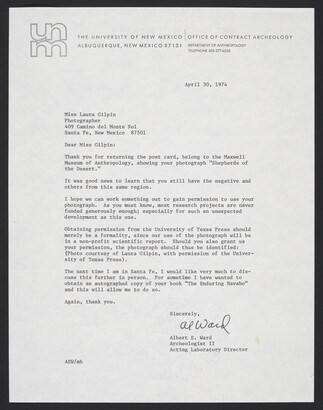 unm
THE UNIVERSITY OF NEW MEXICO OFFICE OF CONTRACT ARCHEOLOGY
ALBUQUERQUE, NEW MEXICO 87131 DEPARTMENT OF ANTHROPOLOGY
TELEPHONE 505 277-
April 30, 1974
Miss Laura Gilpin
Photographer
409 Camino del Monte Sol
Santa Fe, New Mexico 87501
Dear Miss Gilpin:
Thank you for returning the post card, belong to the Maxwell
Museum of Anthropology, showing your photograph "Shepherds of
the Desert."
It was good news to learn that you still have the negative and
others from this same region.
I hope we can work something out to gain permission to use your
photograph. As you must know, most research projects are never
funded generously enough; especially for such an unexpected
development as this one.
Obtaining permission from the University of Texas Press should
merely be a formality, since our use of the photograph will be
in a non-profit scientific report. Should you also grant us
your permission, the photograph should thus be identified:
(Photo courtesy of Laura Gilpin, with permission of the Univer-
sity of Texas Press).
The next time I am in Santa Fe, I would like very much to dis-
cuss this further in person. For sometime I have wanted to
obtain an autographed copy of your book "The Enduring Navaho"
and this will allow me to do so.
Again, thank you.
Sincerely,
Al Ward
Albert E. Ward
Archeologist II
Acting Laboratory Director
AEW/m6